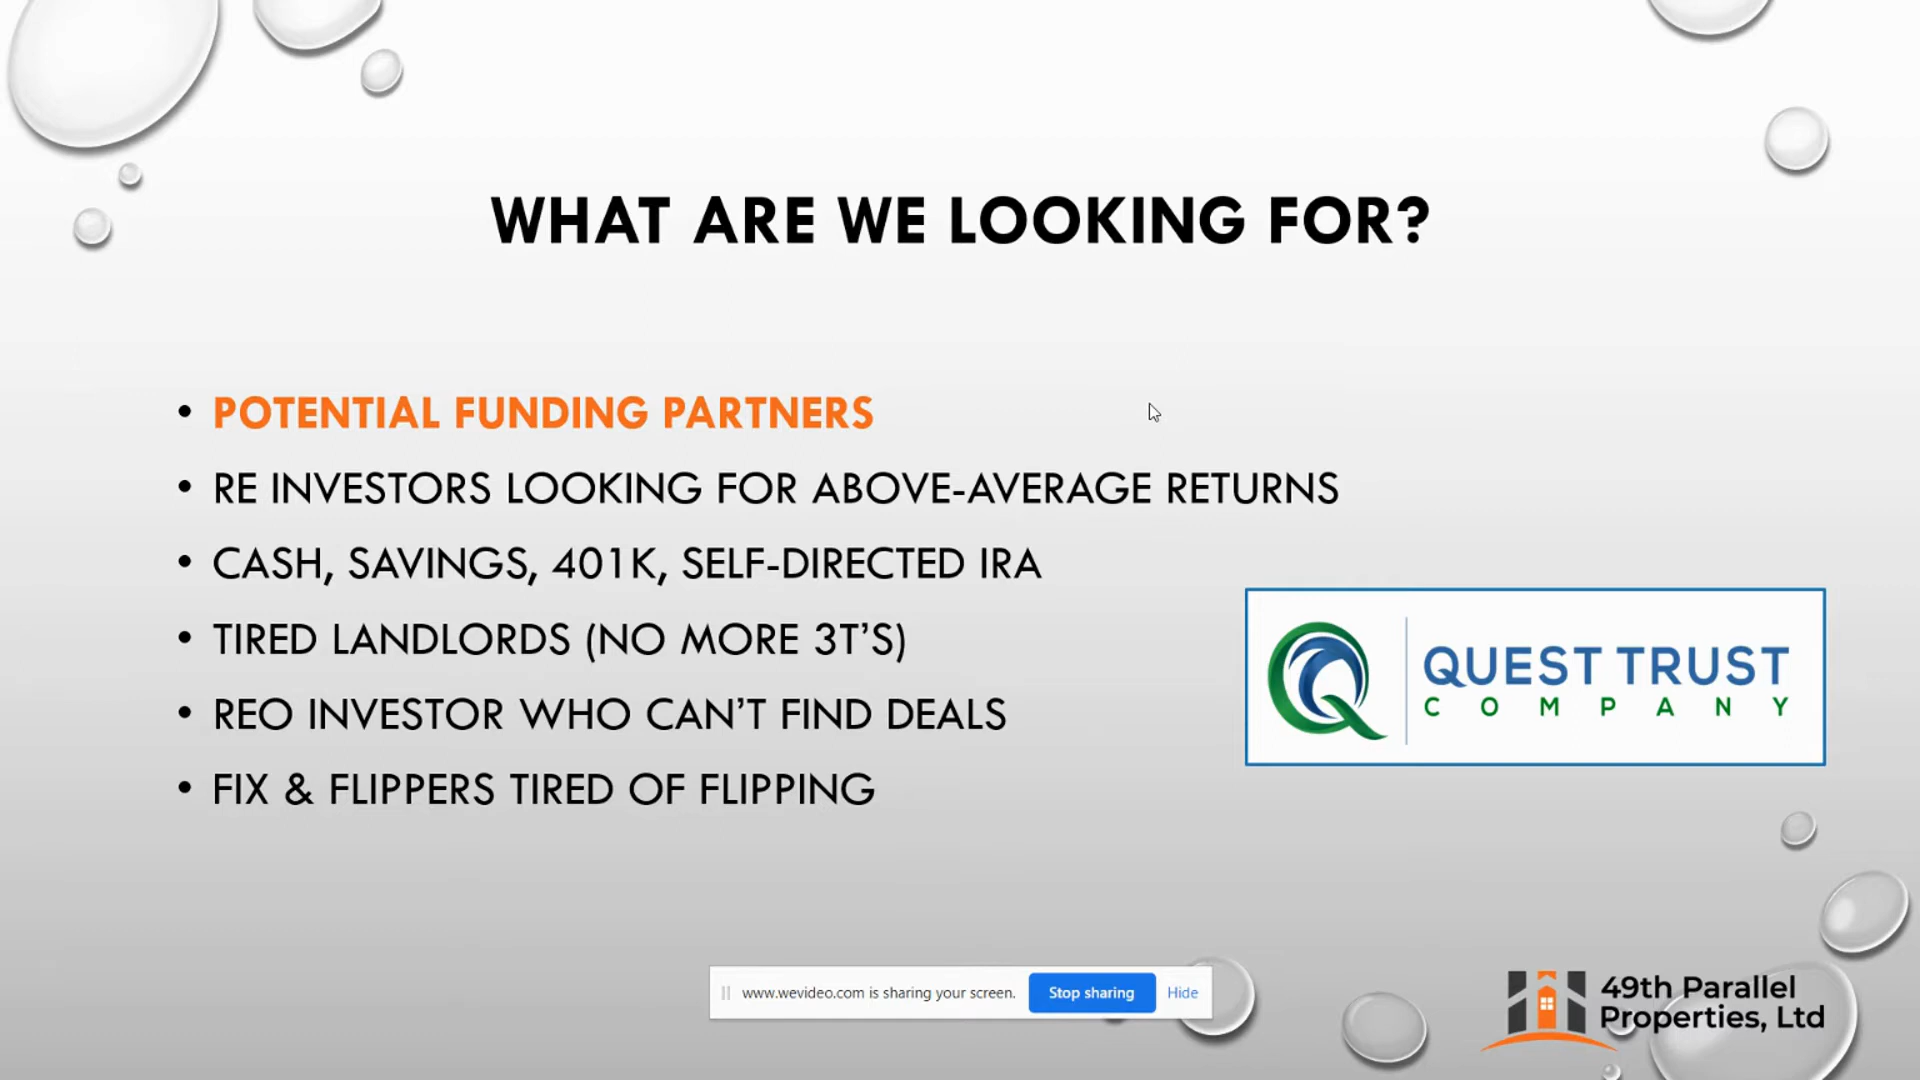 WHAT ARE WE LOOKING FOR?
• POTENTIAL FUNDING PARTNERS
• RE INVESTORS LOOKING FOR ABOVE-AVERAGE RETURNS
• CASH, SAVINGS, 401K, SELF-DIRECTED IRA
• TIRED LANDLORDS (NO MORE 3T’S)
• REO INVESTOR WHO CAN’T FIND DEALS
• FIX & FLIPPERS TIRED OF FLIPPING
QUEST TRUST
COMPANY
www.wevideo.com is sharing your screen. Stop sharing Hide
49th Parallel
Properties, Ltd